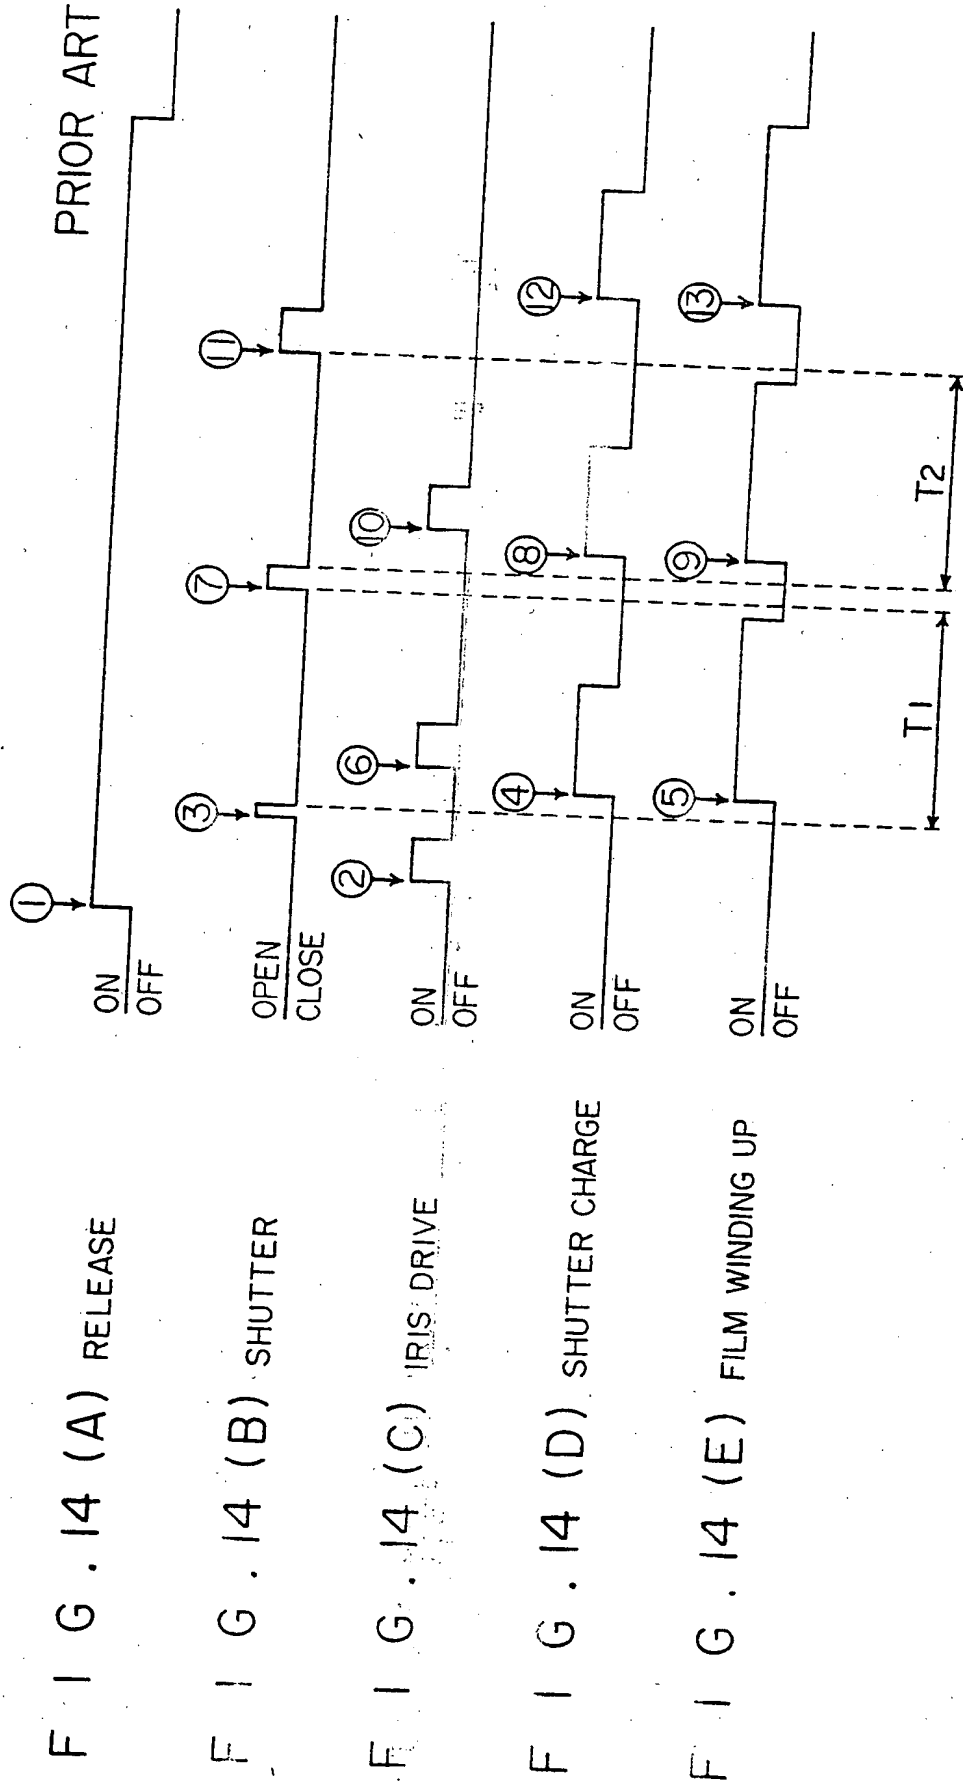 PRIOR ART
FIG. 14 (A) RELEASE
ON
OFF
①
FIG. 14 (B) SHUTTER
OPEN
CLOSE
③ ⑦ ⑪
FIG. 14 (C) IRIS DRIVE
ON
OFF
② ⑥ ⑩
FIG. 14 (D) SHUTTER CHARGE
ON
OFF
④ ⑧ ⑫
FIG. 14 (E) FILM WINDING UP
ON
OFF
⑤ ⑨ ⑬
T1 T2